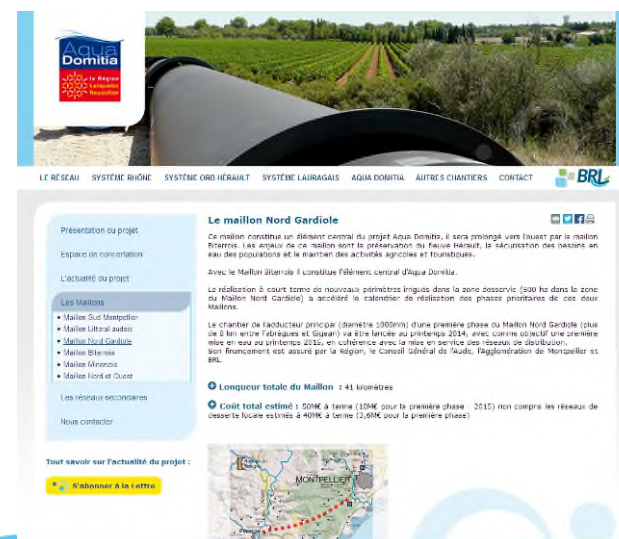 Aqua
Domitia
la Région
Languedoc
Roussillon
LE RÉSEAU SYSTÈME RHÔNE SYSTÈME ORB HÉRAULT SYSTÈME LAURAGAIS AQUA DOMITIA AUTRES CHANTIERS CONTACT BRL
Présentation du projet
Espace de concertation
L'actualité du projet
Les Maillons
• Maillon Sud Montpellier
• Maillon Littoral audois
• Maillon Nord Gardiole
• Maillon Biterrois
• Maillon Minervois
• Maillon Nord et Ouest
Les réseaux secondaires
Nous contacter
Tout savoir sur l'actualité du projet :
S'abonner à la Lettre
Le maillon Nord Gardiole
Ce maillon constitue un élément central du projet Aqua Domitia, il sera prolongé vers l'ouest par le maillon
Biterrois. Les enjeux de ce maillon sont la préservation du fleuve Hérault, la sécurisation des besoins en
eau des populations et le maintien des activités agricoles et touristiques.
Avec le Maillon Biterrois il constitue l'élément central d'Aqua Domitia.
La réalisation à court terme de nouveaux périmètres irrigués dans la zone desservie (500 ha dans la zone
du Maillon Nord Gardiole) a accéléré le calendrier de réalisation des phases prioritaires de ces deux
Maillons.
Le chantier de l'adducteur principal (diamètre 1000mm) d'une première phase du Maillon Nord Gardiole (plus
de 8 km entre Fabrègues et Gigean) va être lancée au printemps 2014, avec comme objectif une première
mise en eau au printemps 2015, en cohérence avec la mise en service des réseaux de distribution.
Son financement est assuré par la Région, le Conseil Général de l'Aude, l'Agglomération de Montpellier et
BRL.
Longueur totale du Maillon : 41 kilomètres
Coût total estimé : 50M€ à terme (10M€ pour la première phase - 2015) non compris les réseaux de
desserte locale estimés à 40M€ à terme (3,6M€ pour la première phase)
MONTPELLIER